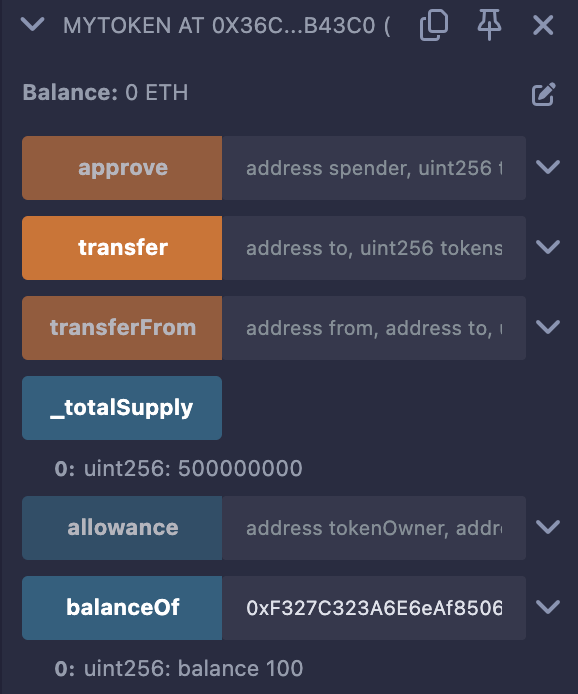 MYTOKEN AT 0X36C...B43C0 (
Balance: 0 ETH
approve address spender, uint256 t
transfer address to, uint256 tokens
transferFrom address from, address to, u
_totalSupply
0: uint256: 500000000
allowance address tokenOwner, addre
balanceOf 0xF327C323A6E6eAf8506
0: uint256: balance 100